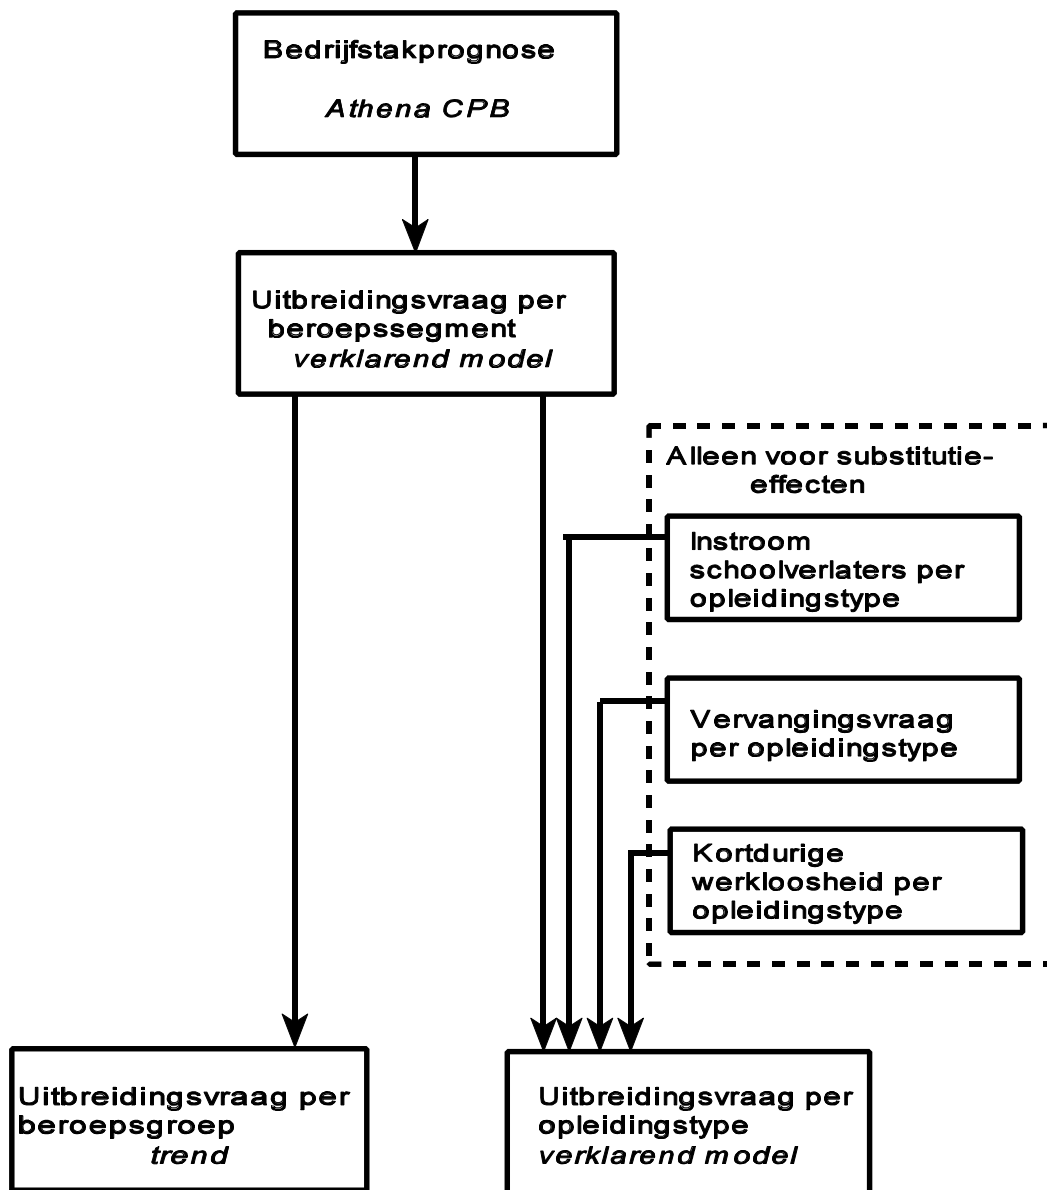 Bedrijfstakprognose
Athena CPB
Uitbreidingsvraag per
beroepssegment
verklarend model
Alleen voor substitutie-
effecten
Instroom
schoolverlaters per
opleidingstype
Vervangingsvraag
per opleidingstype
Kortdurige
werkloosheid per
opleidingstype
Uitbreidingsvraag per
beroepsgroep
trend
Uitbreidingsvraag per
opleidingstype
verklarend model